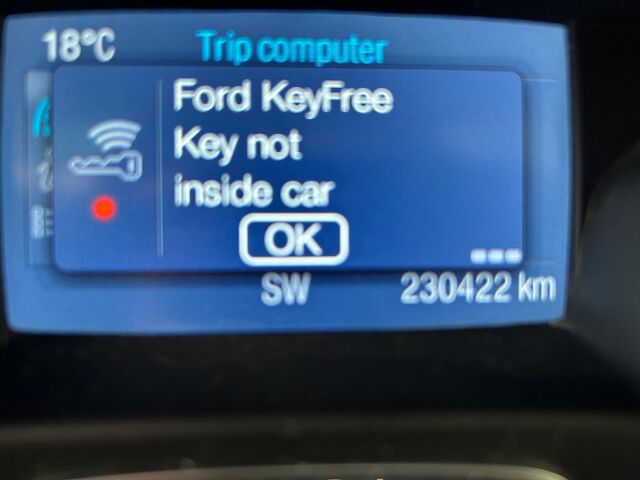 18°C Trip computer
Ford KeyFree
Key not
inside car
OK
SW 230422 km